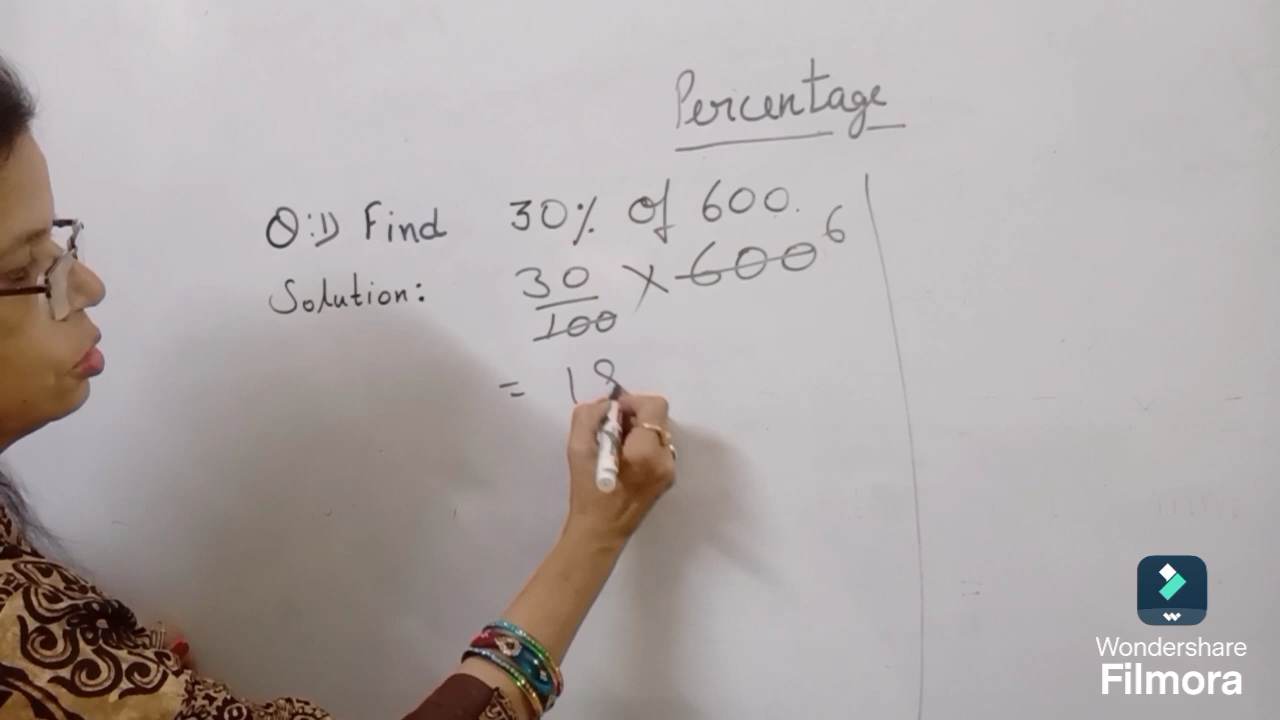 Percentage
Q:1) Find 30% of 600.
Solution: 30/100 × 600 6
= 18
Wondershare
Filmora